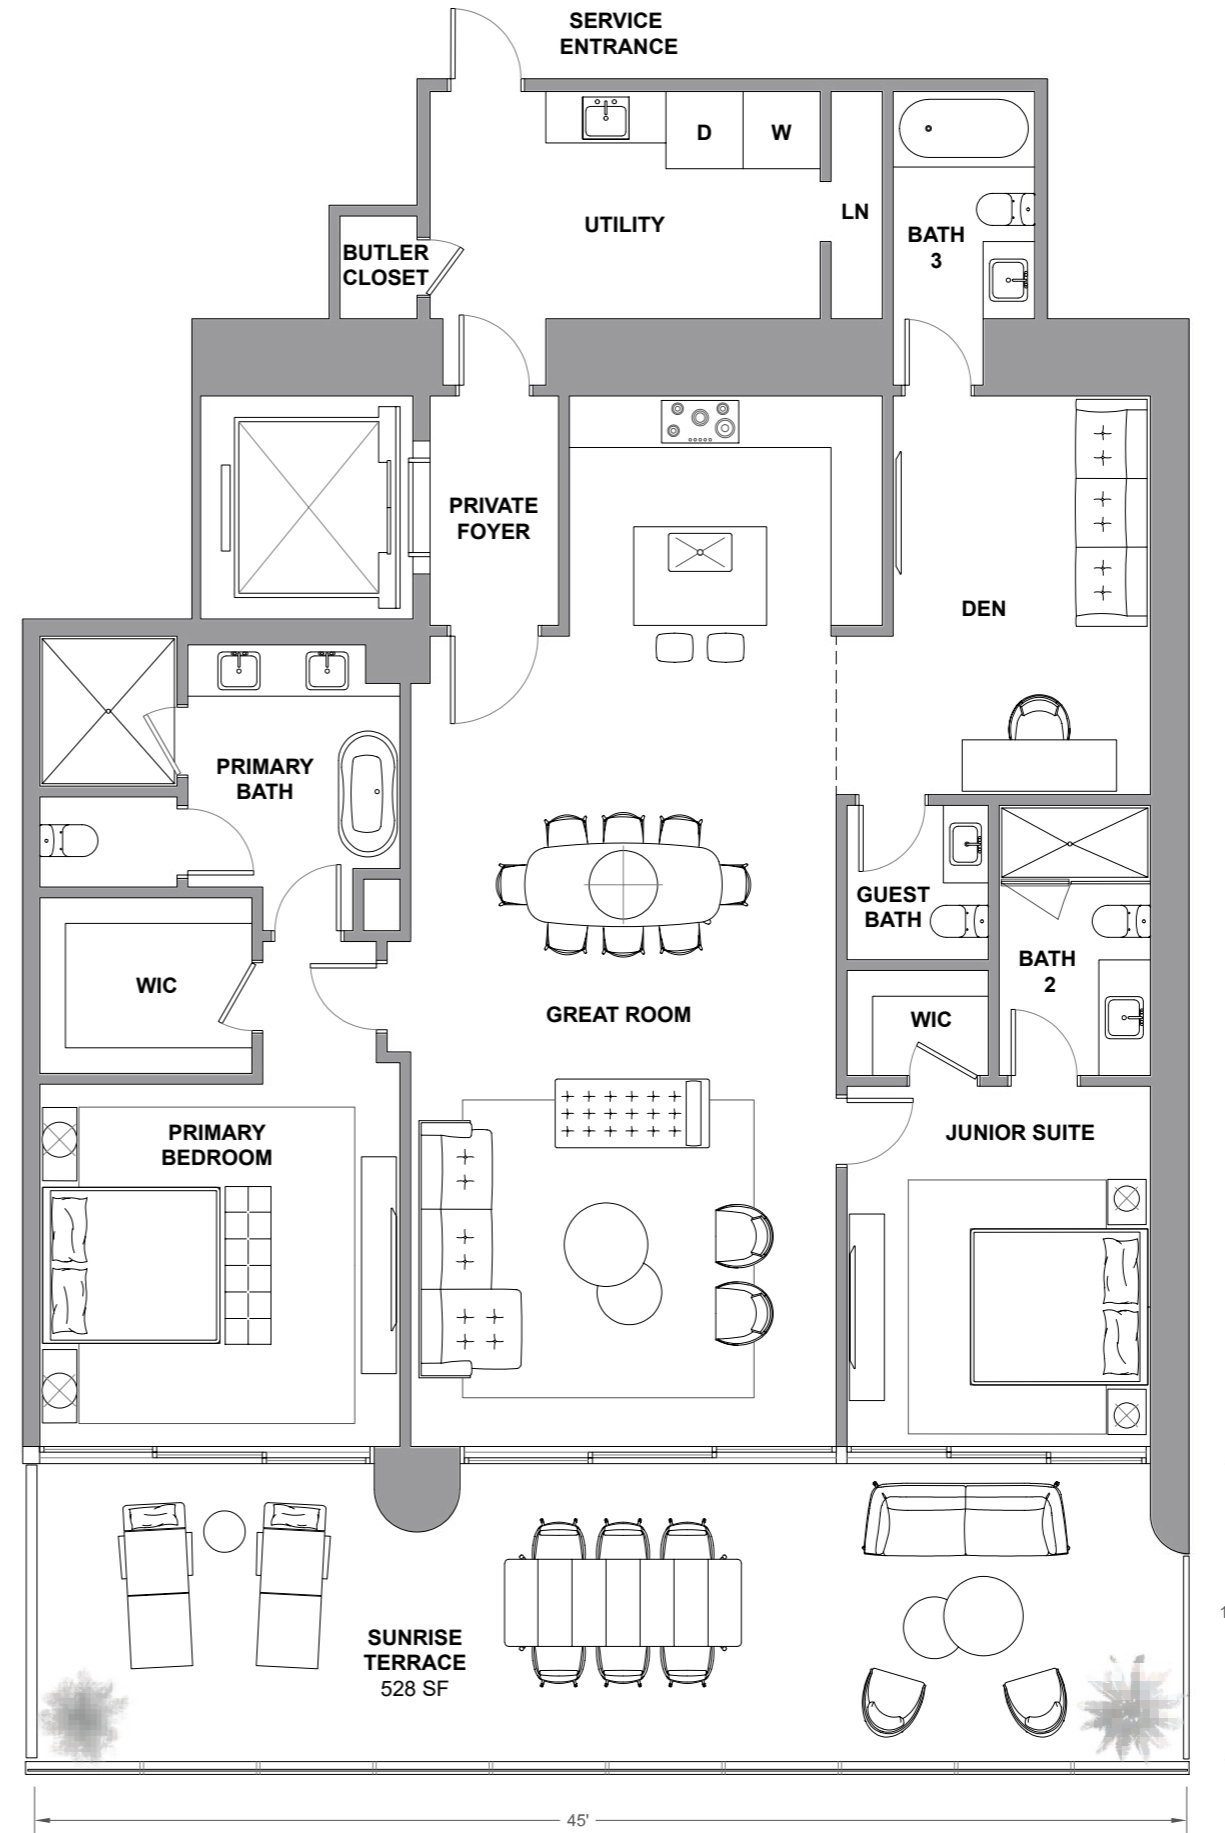 SERVICE
ENTRANCE
D
W
LN
UTILITY
BATH
3
BUTLER
CLOSET
PRIVATE
FOYER
DEN
PRIMARY
BATH
GUEST
BATH
BATH
2
WIC
GREAT ROOM
WIC
PRIMARY
BEDROOM
JUNIOR SUITE
SUNRISE
TERRACE
528 SF
1
45'